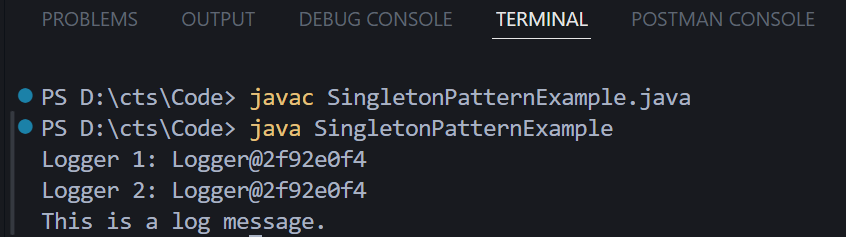 PROBLEMS OUTPUT DEBUG CONSOLE TERMINAL POSTMAN CONSOLE
PS D:\cts\Code> javac SingletonPatternExample.java
PS D:\cts\Code> java SingletonPatternExample
Logger 1: Logger@2f92e0f4
Logger 2: Logger@2f92e0f4
This is a log message.